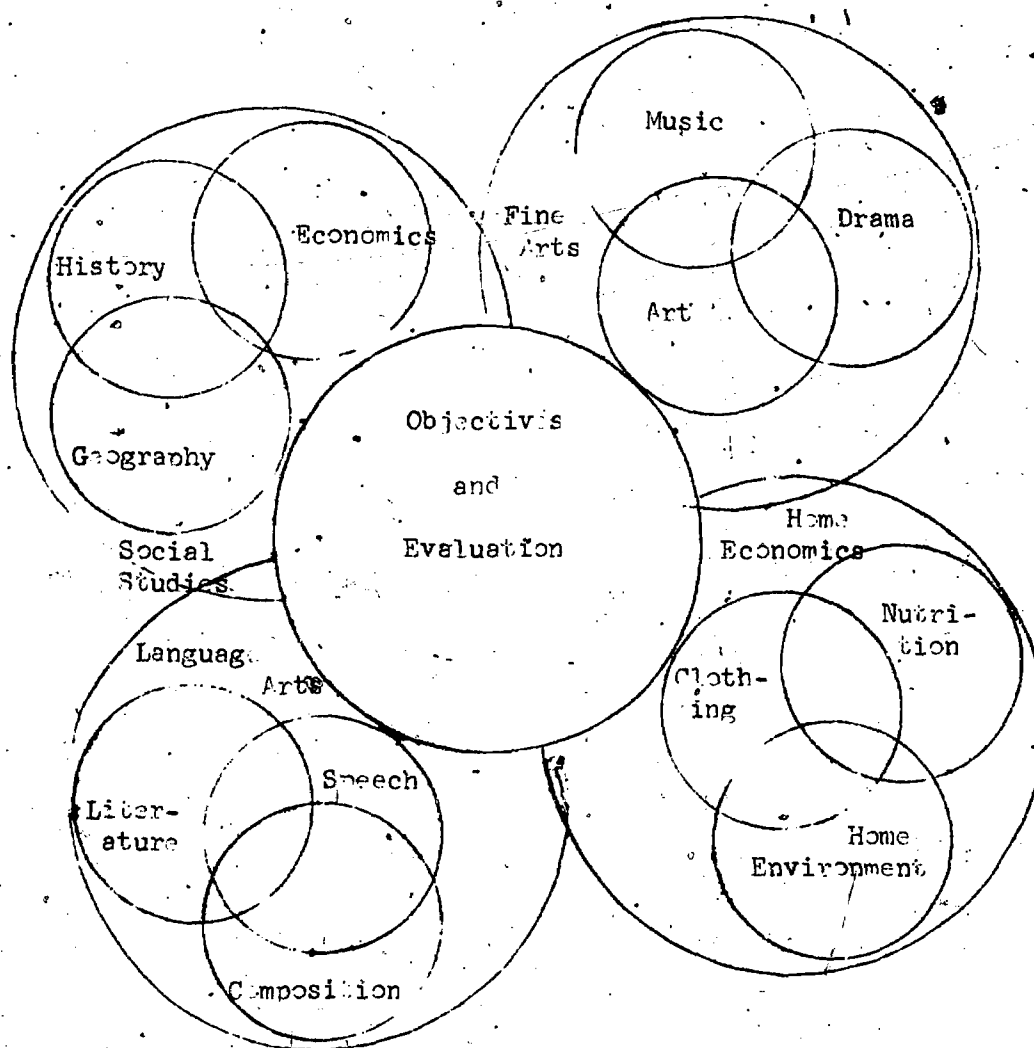 Music
Fine
Arts
Drama
Economics
History
Art
Objectives
Geography
and
Home
Economics
Social
Studies
Evaluation
Nutri-
tion
Language
Arts
Cloth-
ing
Speech
Liter-
ature
Home
Environment
Composition